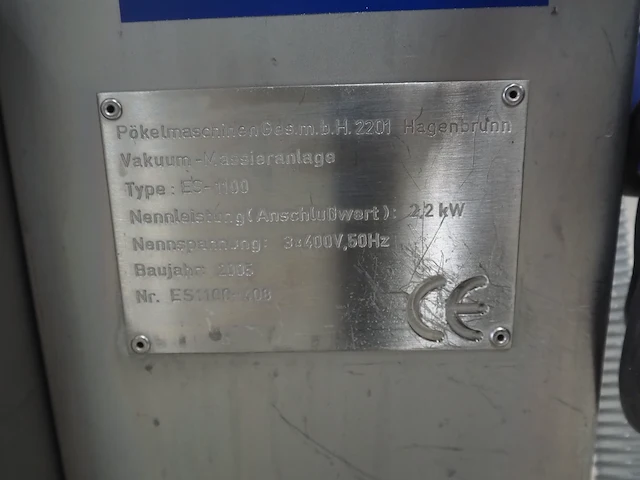 Pökelmaschinen Ges.m.b.H. 2201 Hagenbrunn
Vakuum-Massieranlage
Type: ES-1100
Nennleistung (Anschlußwert): 2,2 kW
Nennspannung: 3x400V, 50Hz
Baujahr 2005
Nr.
CE